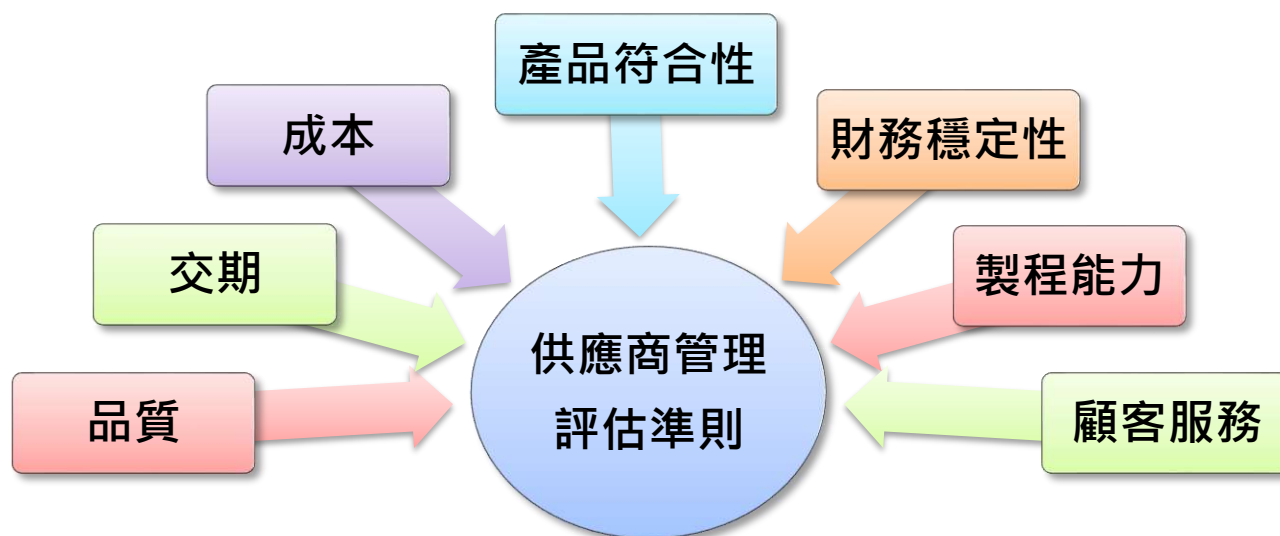 產品符合性
成本
財務穩定性
交期
製程能力
供應商管理
評估準則
品質
顧客服務